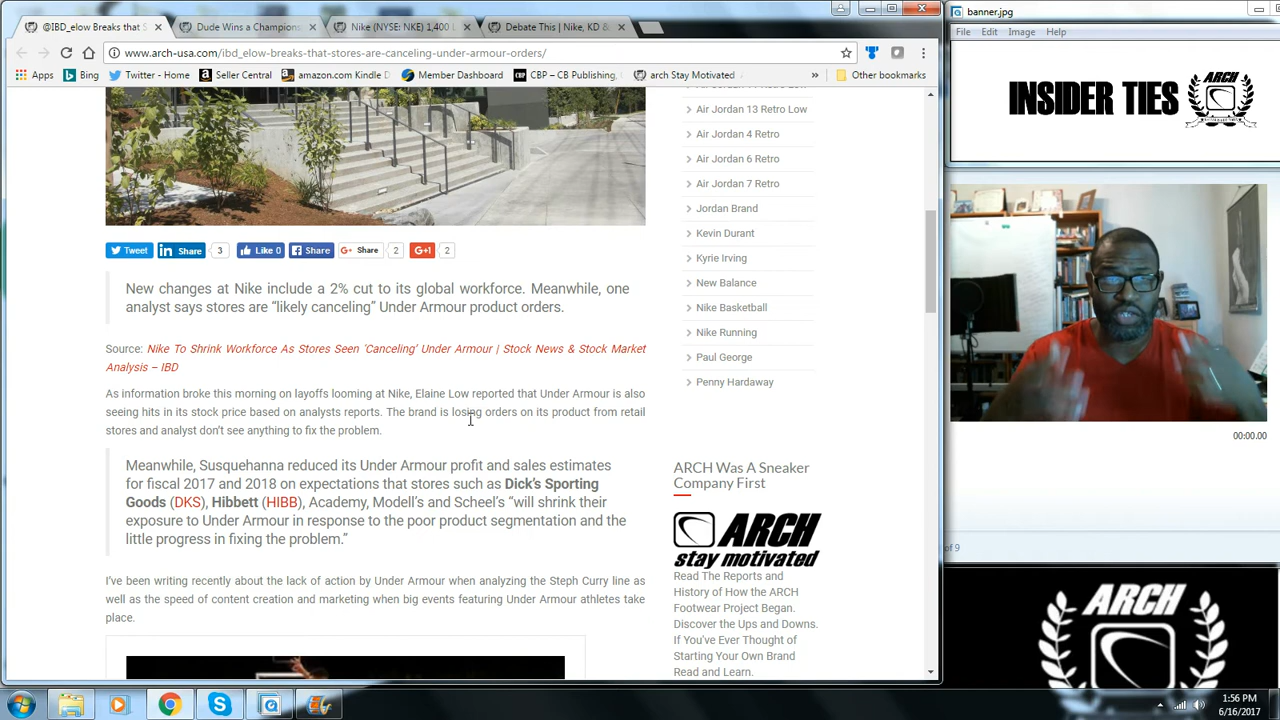 @IBD_elow Breaks that S
Dude Wins a Champions
Nike (NYSE: NKE) 1,400 L
Debate This | Nike, KD &
www.arch-usa.com/ibd_elow-breaks-that-stores-are-canceling-under-armour-orders/
Apps
Bing
Twitter - Home
Seller Central
amazon.com Kindle D
Member Dashboard
CBP – CB Publishing,
arch Stay Motivated
»
Other bookmarks
Air Jordan 13 Retro Low
Air Jordan 4 Retro
Air Jordan 6 Retro
Air Jordan 7 Retro
Jordan Brand
Kevin Durant
Kyrie Irving
New Balance
Nike Basketball
Nike Running
Paul George
Penny Hardaway
Tweet
Share 3
Like 0
Share
Share 2
G+1 2
New changes at Nike include a 2% cut to its global workforce. Meanwhile, one
analyst says stores are “likely canceling” Under Armour product orders.
Source: Nike To Shrink Workforce As Stores Seen ‘Canceling’ Under Armour | Stock News & Stock Market
Analysis – IBD
As information broke this morning on layoffs looming at Nike, Elaine Low reported that Under Armour is also
seeing hits in its stock price based on analysts reports. The brand is losing orders on its product from retail
stores and analyst don’t see anything to fix the problem.
Meanwhile, Susquehanna reduced its Under Armour profit and sales estimates
for fiscal 2017 and 2018 on expectations that stores such as Dick’s Sporting
Goods (DKS), Hibbett (HIBB), Academy, Modell’s and Scheel’s “will shrink their
exposure to Under Armour in response to the poor product segmentation and the
little progress in fixing the problem.”
I’ve been writing recently about the lack of action by Under Armour when analyzing the Steph Curry line as
well as the speed of content creation and marketing when big events featuring Under Armour athletes take
place.
ARCH Was A Sneaker
Company First
ARCH
stay motivated
Read The Reports and
History of How the ARCH
Footwear Project Began.
Discover the Ups and Downs.
If You've Ever Thought of
Starting Your Own Brand
Read and Learn.
banner.jpg
File Edit Image Help
INSIDER TIES
ARCH
00:00.00
of 9
ARCH
1:56 PM
6/16/2017